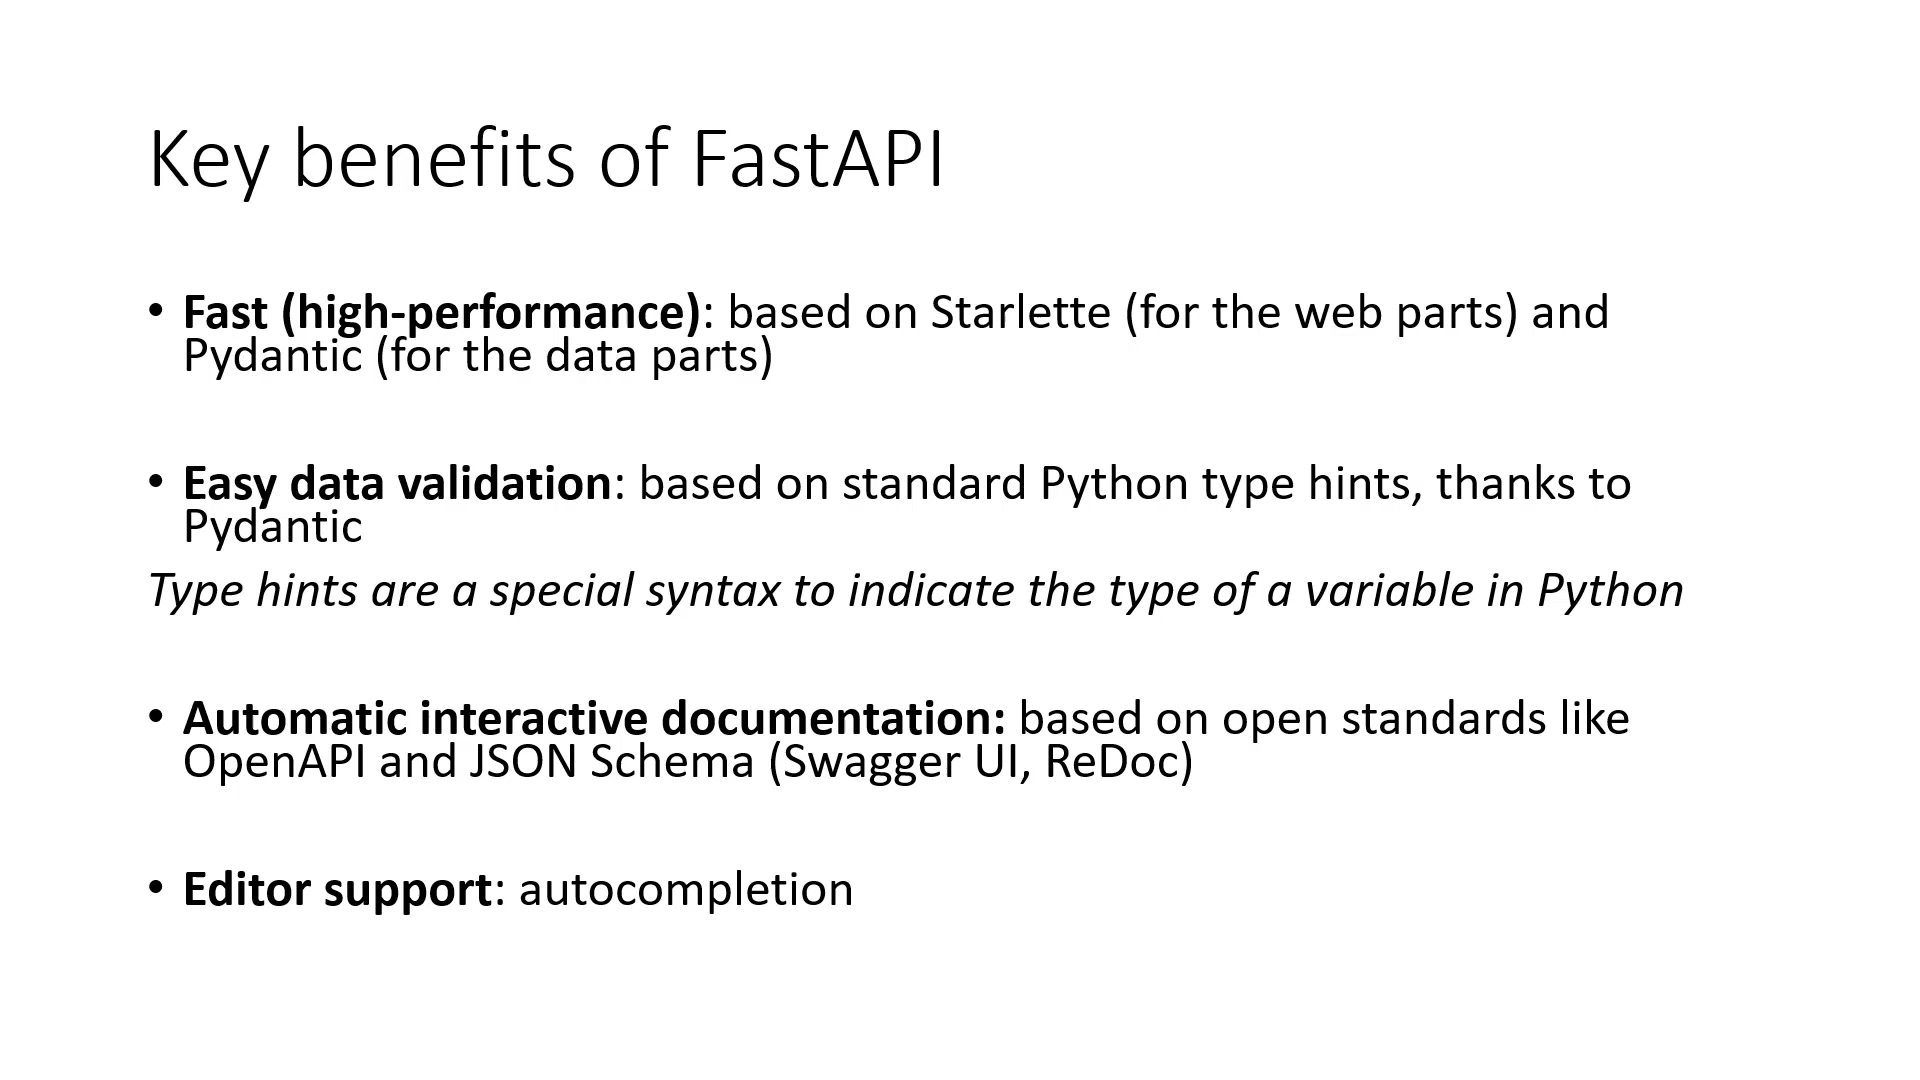 Key benefits of FastAPI
• Fast (high-performance): based on Starlette (for the web parts) and
Pydantic (for the data parts)
• Easy data validation: based on standard Python type hints, thanks to
Pydantic
Type hints are a special syntax to indicate the type of a variable in Python
• Automatic interactive documentation: based on open standards like
OpenAPI and JSON Schema (Swagger UI, ReDoc)
• Editor support: autocompletion